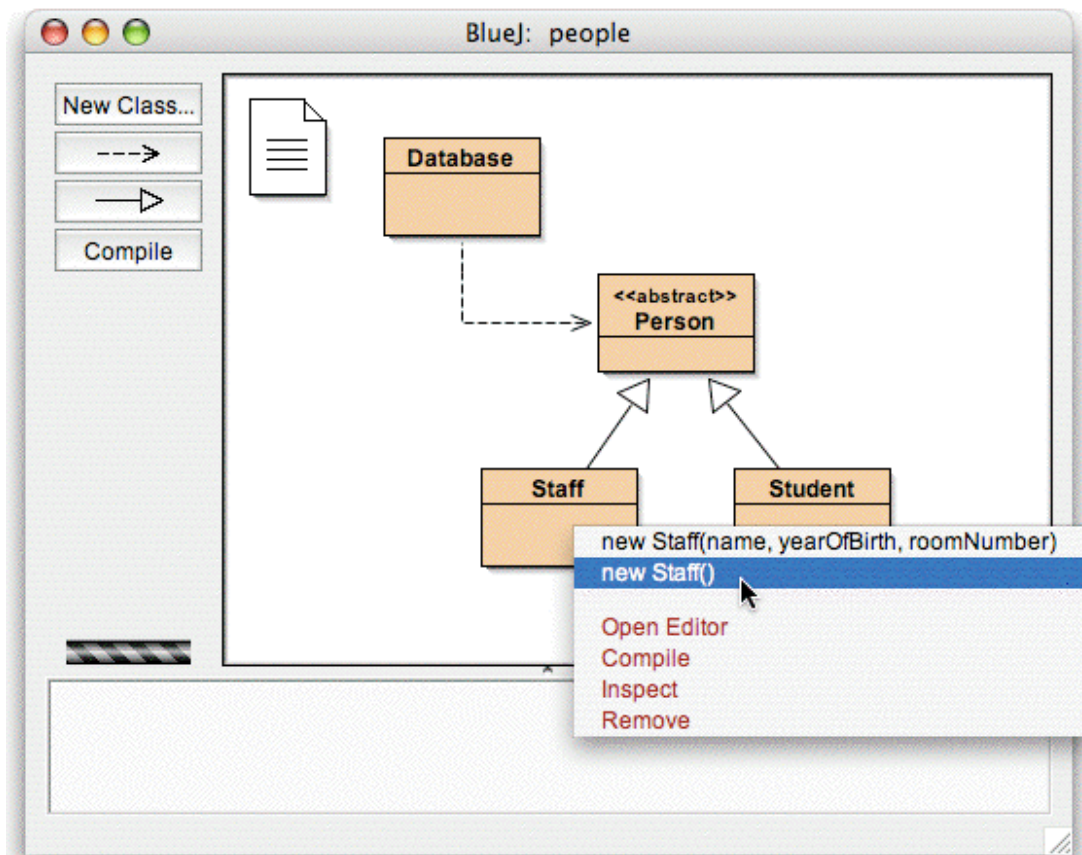 BlueJ: people
New Class...
Compile
Database
<<abstract>>
Person
Staff
Student
new Staff(name, yearOfBirth, roomNumber)
new Staff()
Open Editor
Compile
Inspect
Remove